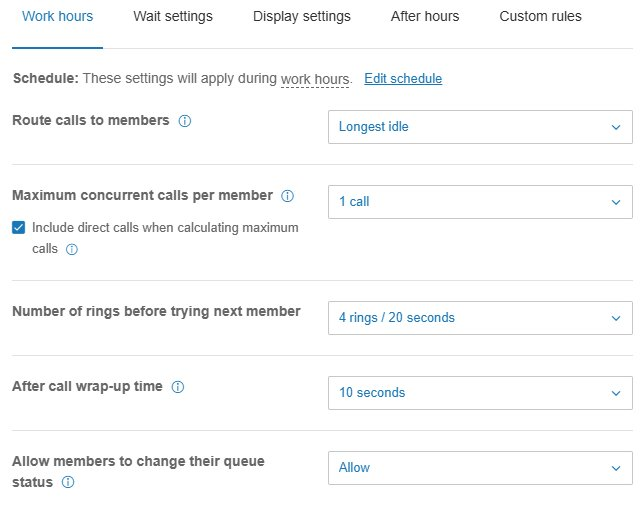 Work hours Wait settings Display settings After hours Custom rules
Schedule: These settings will apply during work hours. Edit schedule
Route calls to members
Longest idle
Maximum concurrent calls per member
1 call
Include direct calls when calculating maximum
calls
Number of rings before trying next member
4 rings / 20 seconds
After call wrap-up time
10 seconds
Allow members to change their queue
status
Allow